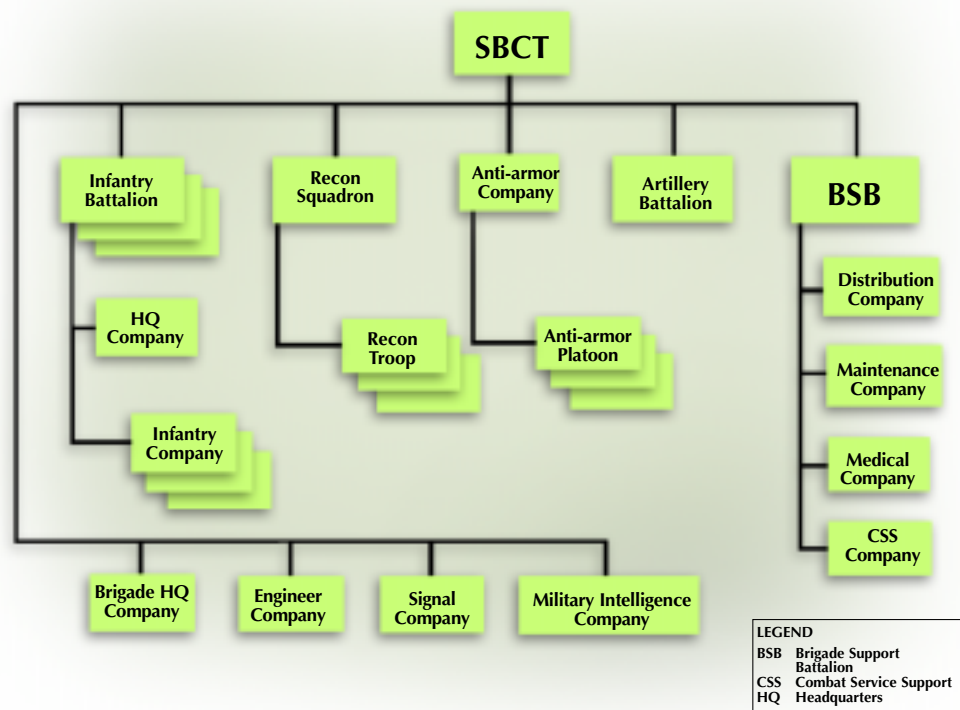 SBCT
Infantry
Battalion
Recon
Squadron
Anti-armor
Company
Artillery
Battalion
BSB
HQ
Company
Recon
Troop
Anti-armor
Platoon
Infantry
Company
Distribution
Company
Maintenance
Company
Medical
Company
CSS
Company
Brigade HQ
Company
Engineer
Company
Signal
Company
Military Intelligence
Company
LEGEND
BSB Brigade Support
Battalion
CSS Combat Service Support
HQ Headquarters